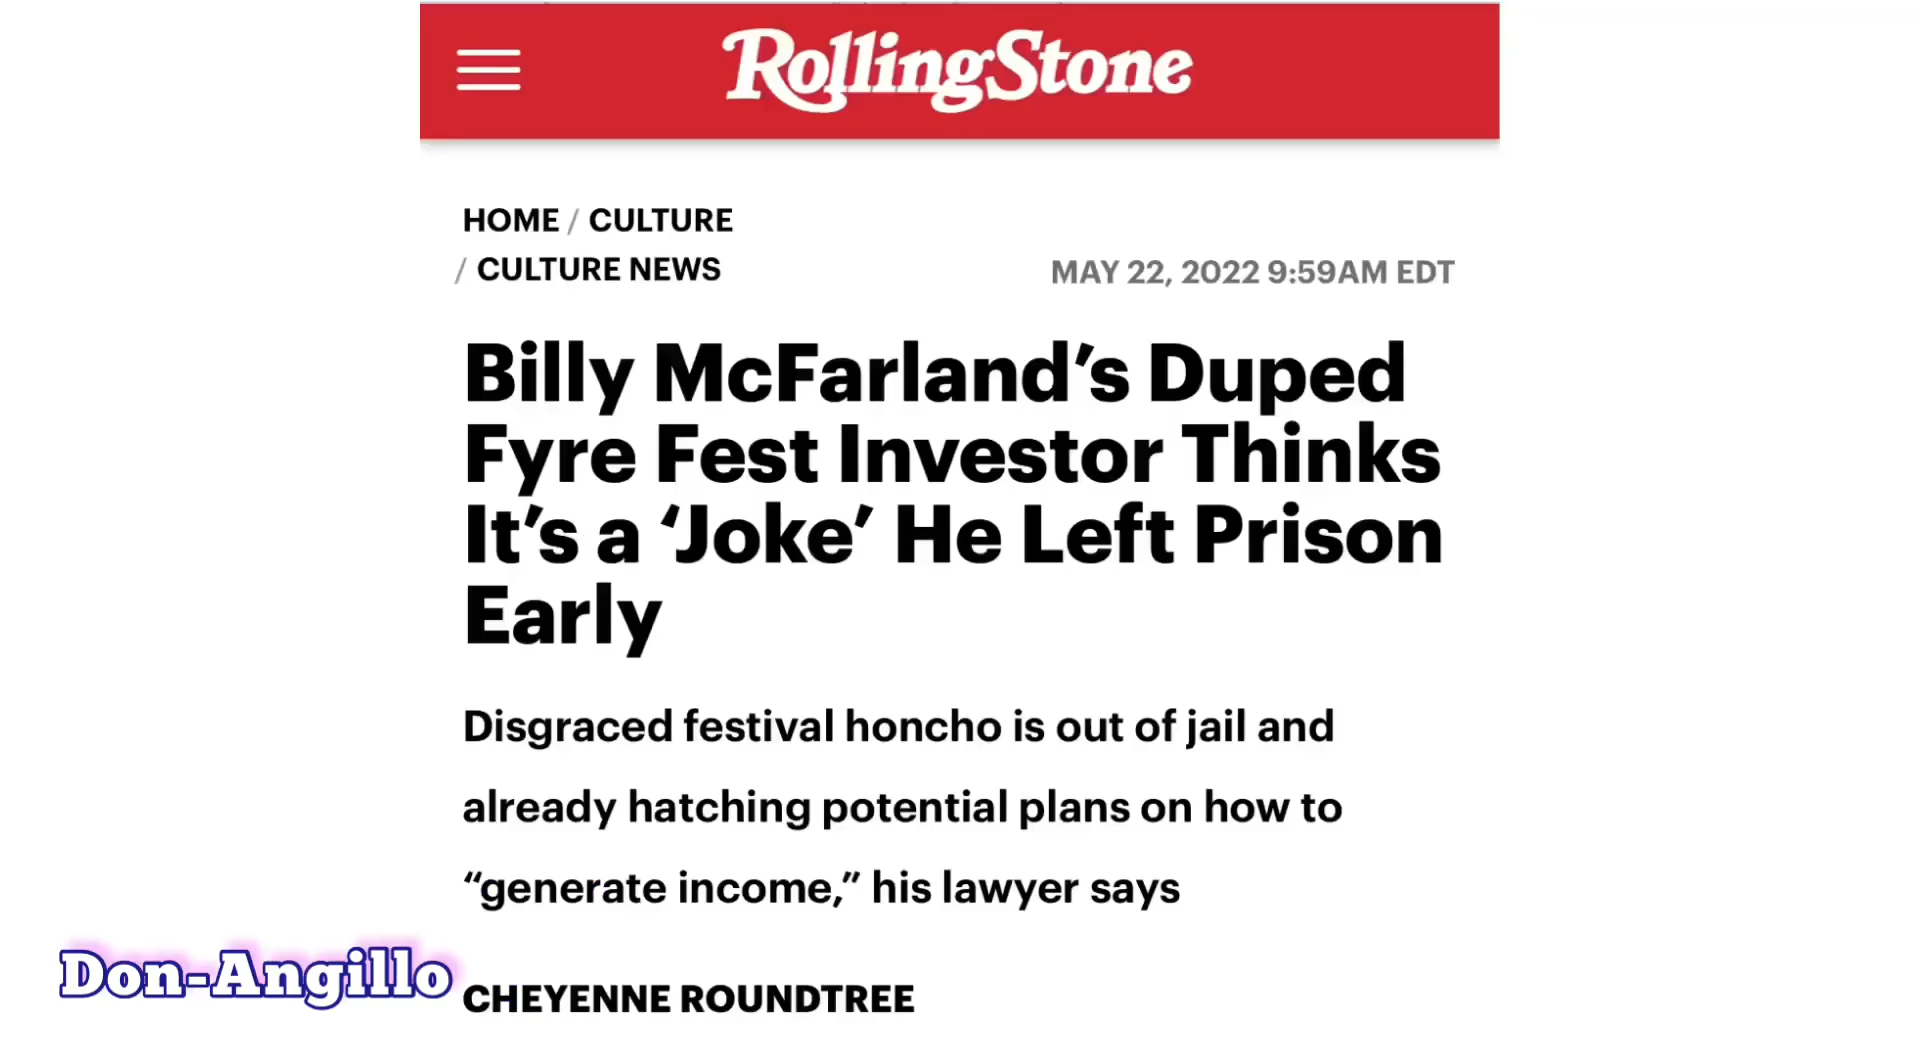 RollingStone
HOME / CULTURE
/ CULTURE NEWS
MAY 22, 2022 9:59AM EDT
Billy McFarland’s Duped
Fyre Fest Investor Thinks
It’s a ‘Joke’ He Left Prison
Early
Disgraced festival honcho is out of jail and
already hatching potential plans on how to
“generate income,” his lawyer says
Don-Angillo
CHEYENNE ROUNDTREE